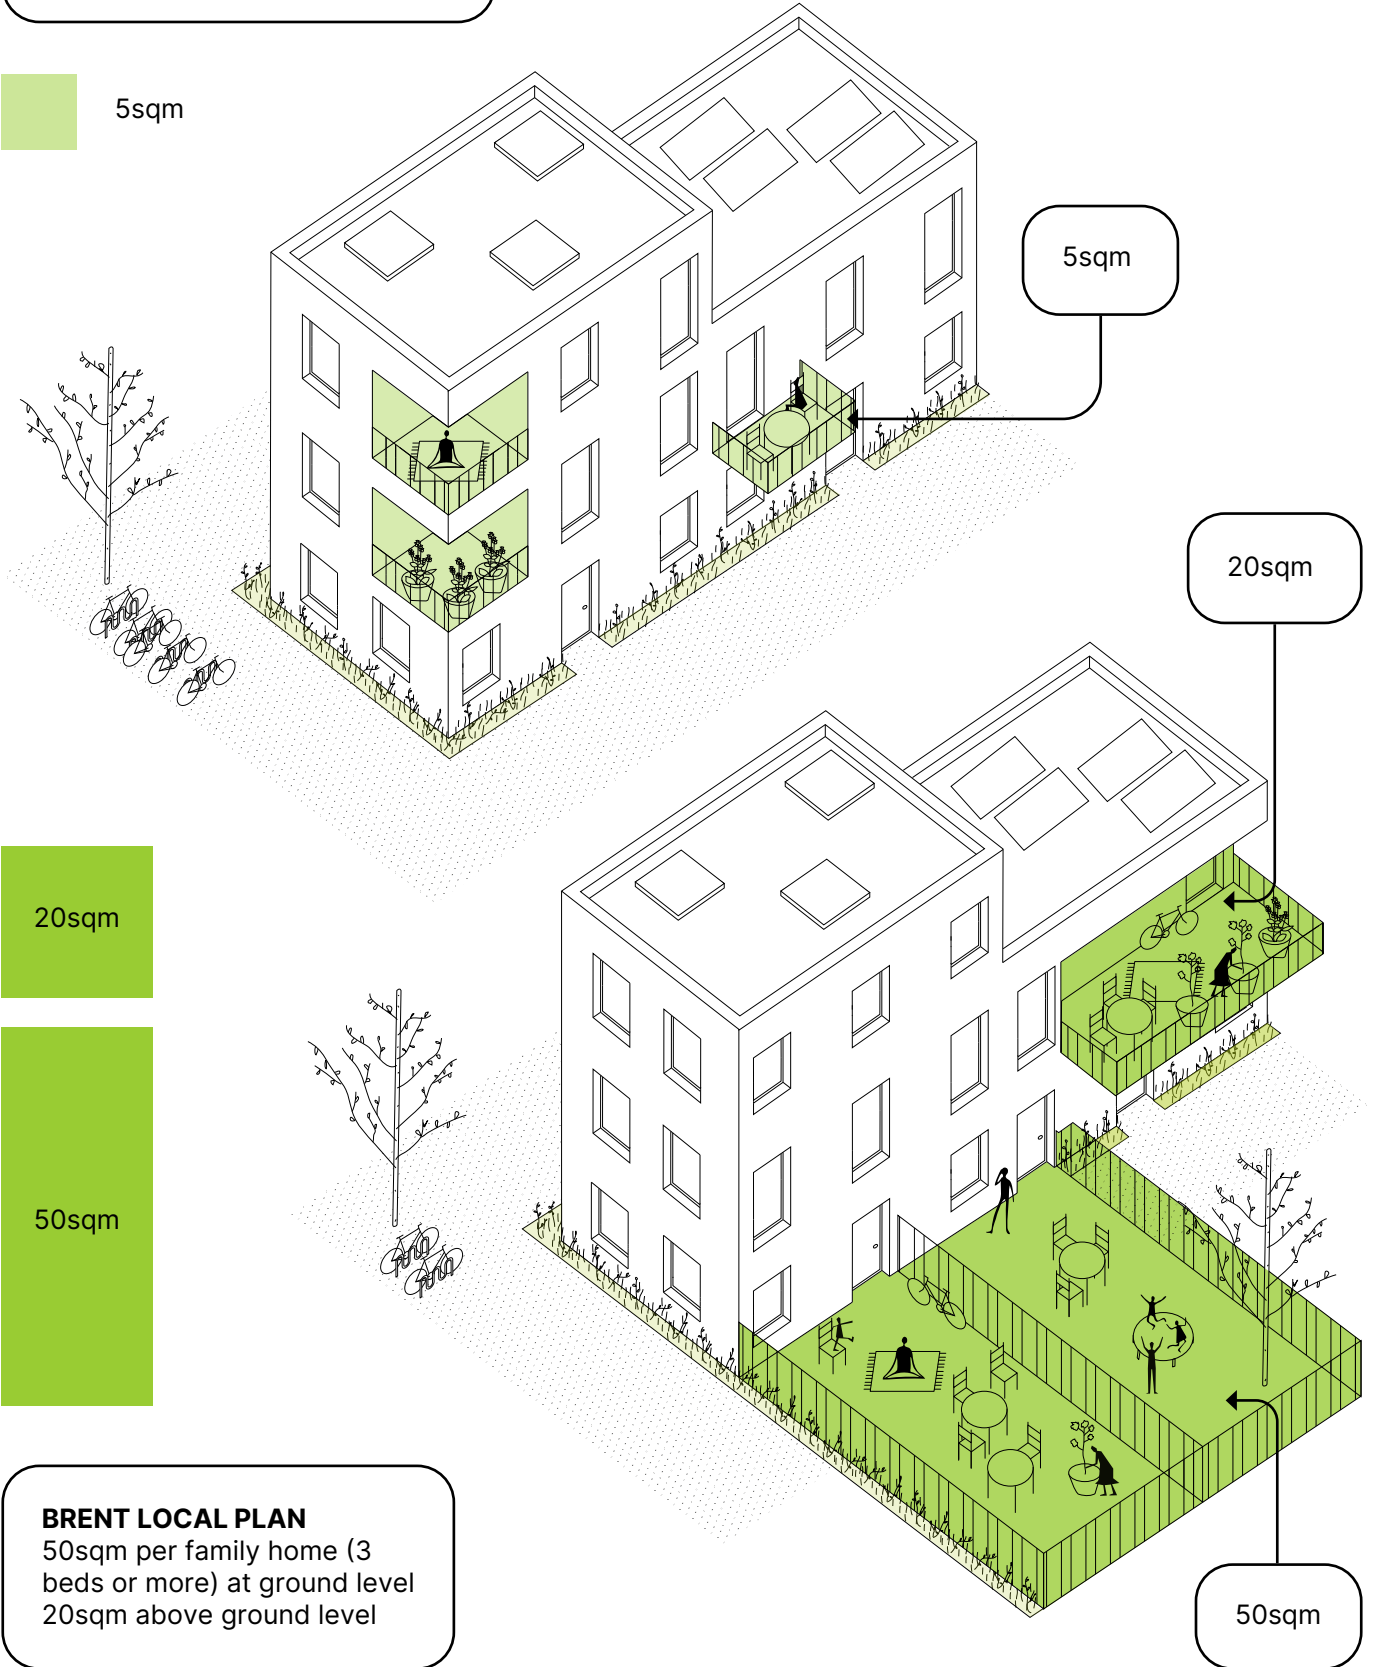 5sqm
5sqm
20sqm
20sqm
50sqm
BRENT LOCAL PLAN
50sqm per family home (3
beds or more) at ground level
20sqm above ground level
50sqm